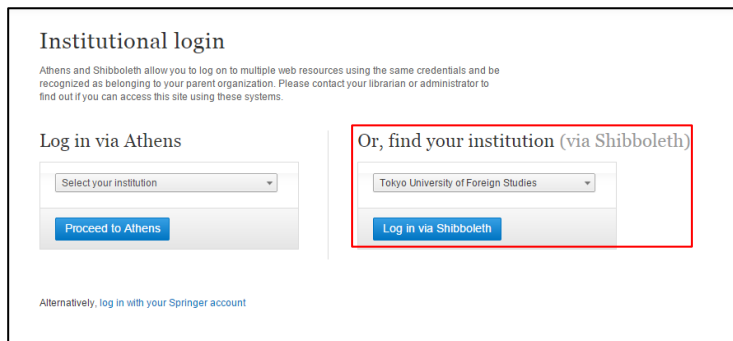 Institutional login
Athens and Shibboleth allow you to log on to multiple web resources using the same credentials and be
recognized as belonging to your parent organization. Please contact your librarian or administrator to
find out if you can access this site using these systems.
Log in via Athens
Select your institution
Proceed to Athens
Or, find your institution (via Shibboleth)
Tokyo University of Foreign Studies
Log in via Shibboleth
Alternatively, log in with your Springer account